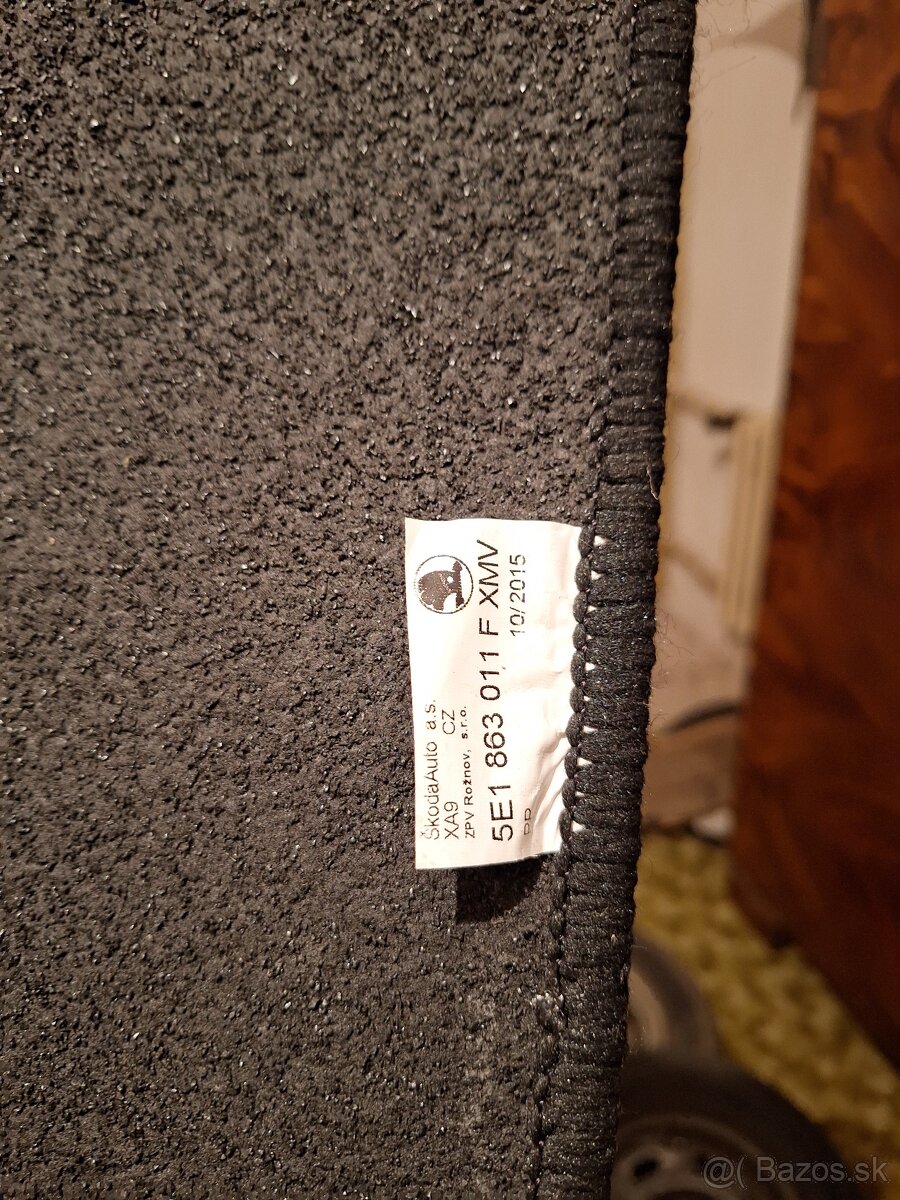 ŠkodaAuto a.s.
XA9 CZ
ZPV Rožnov, s.r.o.
5E1 863 011 F XMV
10/2015
@( Bazos.sk